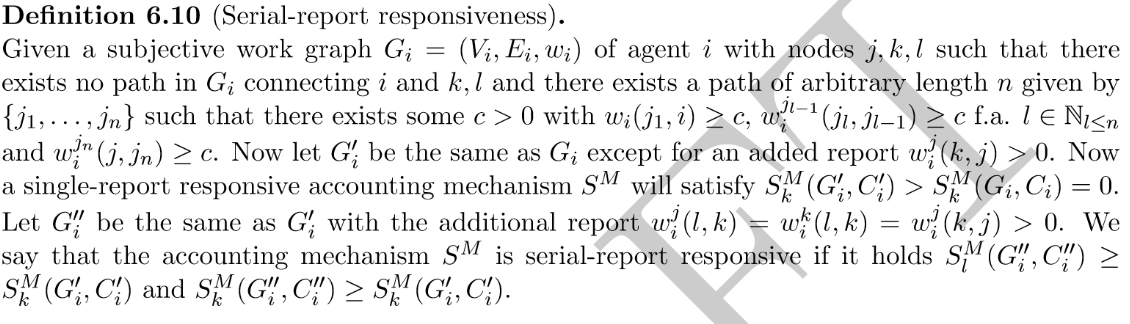 Definition 6.10 (Serial-report responsiveness).
Given a subjective work graph $G_i = (V_i, E_i, w_i)$ of agent $i$ with nodes $j, k, l$ such that there
exists no path in $G_i$ connecting $i$ and $k, l$ and there exists a path of arbitrary length $n$ given by
$\{j_1, \ldots, j_n\}$ such that there exists some $c > 0$ with $w_i(j_1, i) \geq c$, $w_i^{j_{l-1}}(j_l, j_{l-1}) \geq c$ f.a. $l \in \mathbb{N}_{l \leq n}$
and $w_i^{j_n}(j, j_n) \geq c$. Now let $G_i'$ be the same as $G_i$ except for an added report $w_i^j(k, j) > 0$. Now
a single-report responsive accounting mechanism $S^M$ will satisfy $S_k^M(G_i', C_i') > S_k^M(G_i, C_i) = 0$.
Let $G_i''$ be the same as $G_i'$ with the additional report $w_i^j(l, k) = w_i^k(l, k) = w_i^j(k, j) > 0$. We
say that the accounting mechanism $S^M$ is serial-report responsive if it holds $S_l^M(G_i'', C_i'') \geq$
$S_k^M(G_i', C_i')$ and $S_k^M(G_i'', C_i'') \geq S_k^M(G_i', C_i')$.